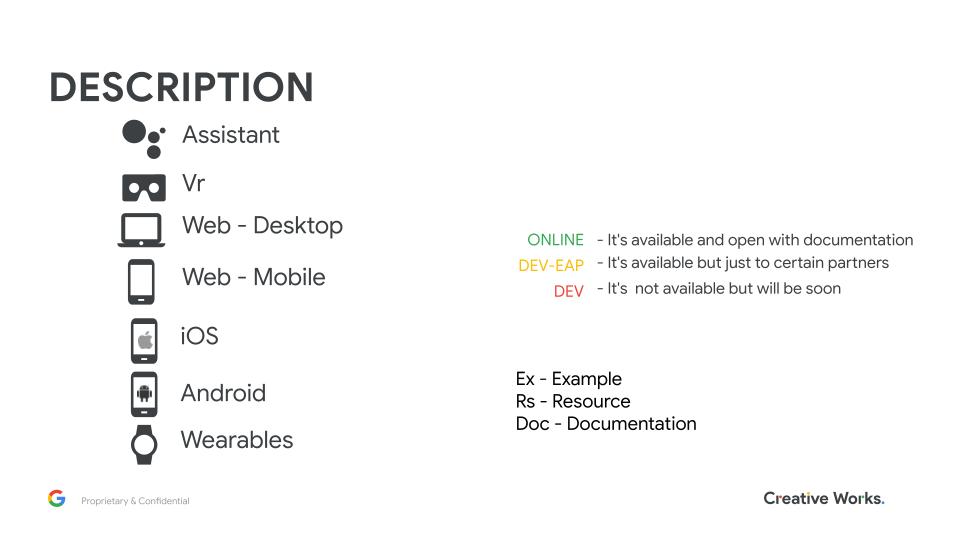 DESCRIPTION
Assistant
Vr
Web - Desktop
Web - Mobile
iOS
Android
Wearables
ONLINE - It's available and open with documentation
DEV-EAP - It's available but just to certain partners
DEV - It's  not available but will be soon
Ex - Example
Rs - Resource
Doc - Documentation
G Proprietary & Confidential
Creative Works.